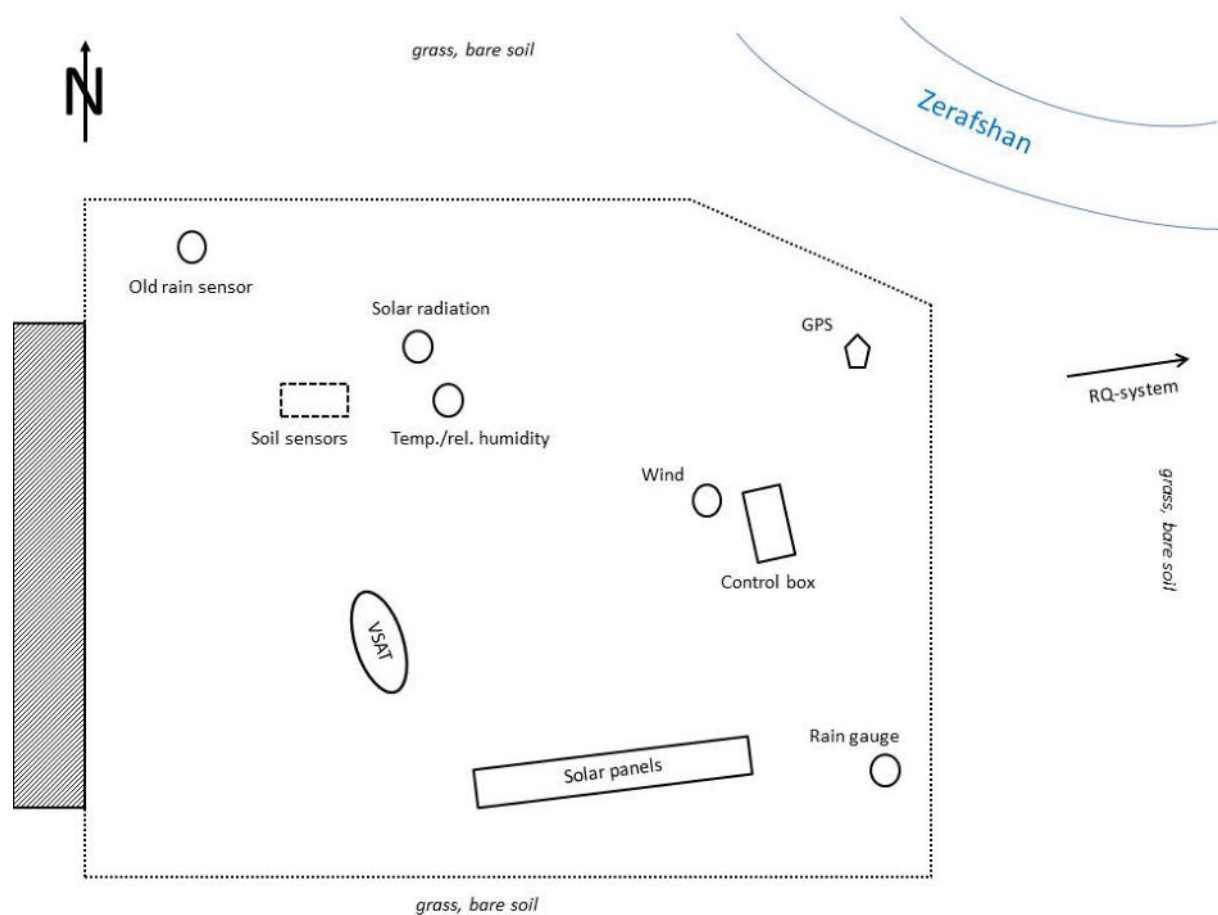 grass, bare soil
N
Zerafshan
Old rain sensor
Solar radiation
GPS
RQ-system
Soil sensors
Temp./rel. humidity
Wind
grass, bare soil
Control box
VSAT
Rain gauge
Solar panels
grass, bare soil